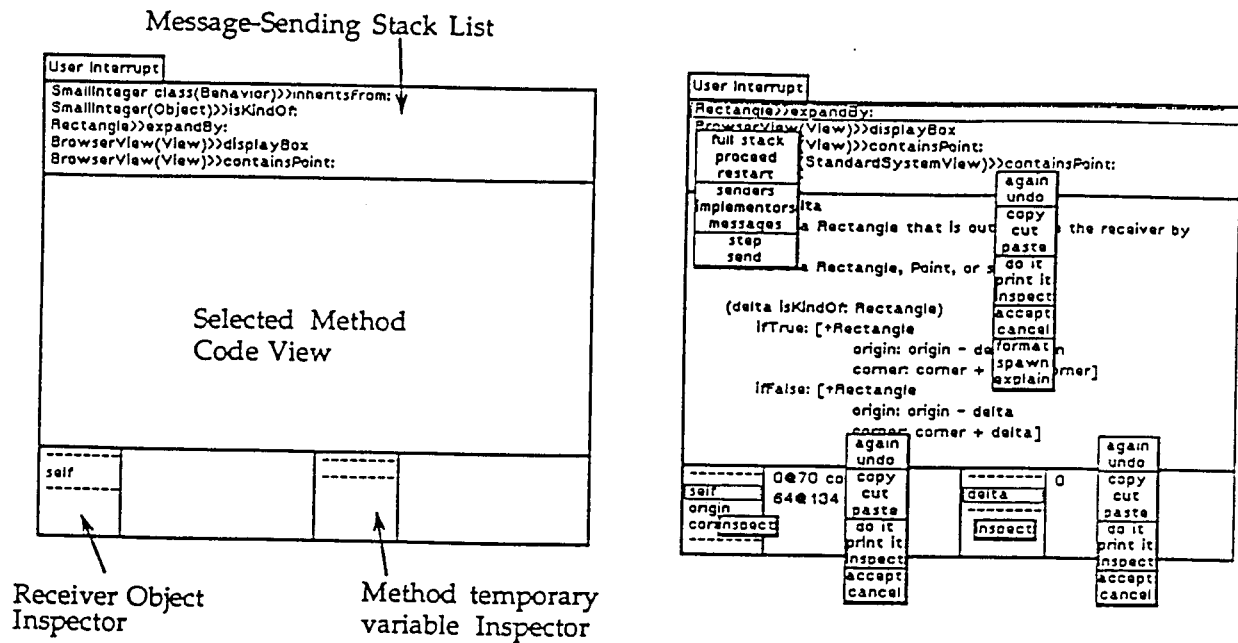 Message-Sending Stack List
User Interrupt
SmallInteger class(Behavior)>>inheritsFrom:
SmallInteger(Object)>>isKindOf:
Rectangle>>expandBy:
BrowserView(View)>>displayBox
BrowserView(View)>>containsPoint:
Selected Method
Code View
self
Receiver Object
Inspector
Method temporary
variable Inspector
User Interrupt
Rectangle>>expandBy:
BrowserView(View)>>displayBox
View)>>containsPoint:
(StandardSystemView)>>containsPoint:
full stack
proceed
restart
senders
implementors
messages
step
send
again
undo
copy
cut
paste
do it
print it
inspect
accept
cancel
format
spawn
explain
a Rectangle that is out the receiver by
a Rectangle, Point, or s
(delta isKindOf: Rectangle)
ifTrue: [↑Rectangle
origin: origin - de
corner: corner + orner]
ifFalse: [↑Rectangle
origin: origin - delta
corner: corner + delta]
self
origin
cor
inspect
0@70 co
64@134
again
undo
copy
cut
paste
do it
print it
inspect
accept
cancel
delta
inspect
0
again
undo
copy
cut
paste
do it
print it
inspect
accept
cancel